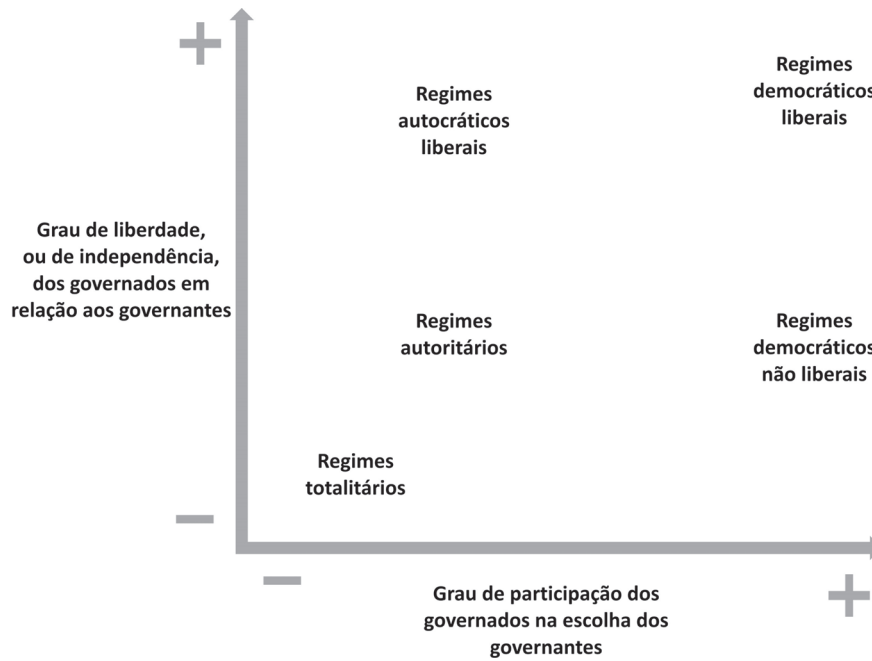 Regimes
autocráticos
liberais
Regimes
democráticos
liberais
Grau de liberdade,
ou de independência,
dos governados em
relação aos governantes
Regimes
autoritários
Regimes
democráticos
não liberais
Regimes
totalitários
Grau de participação dos
governados na escolha dos
governantes